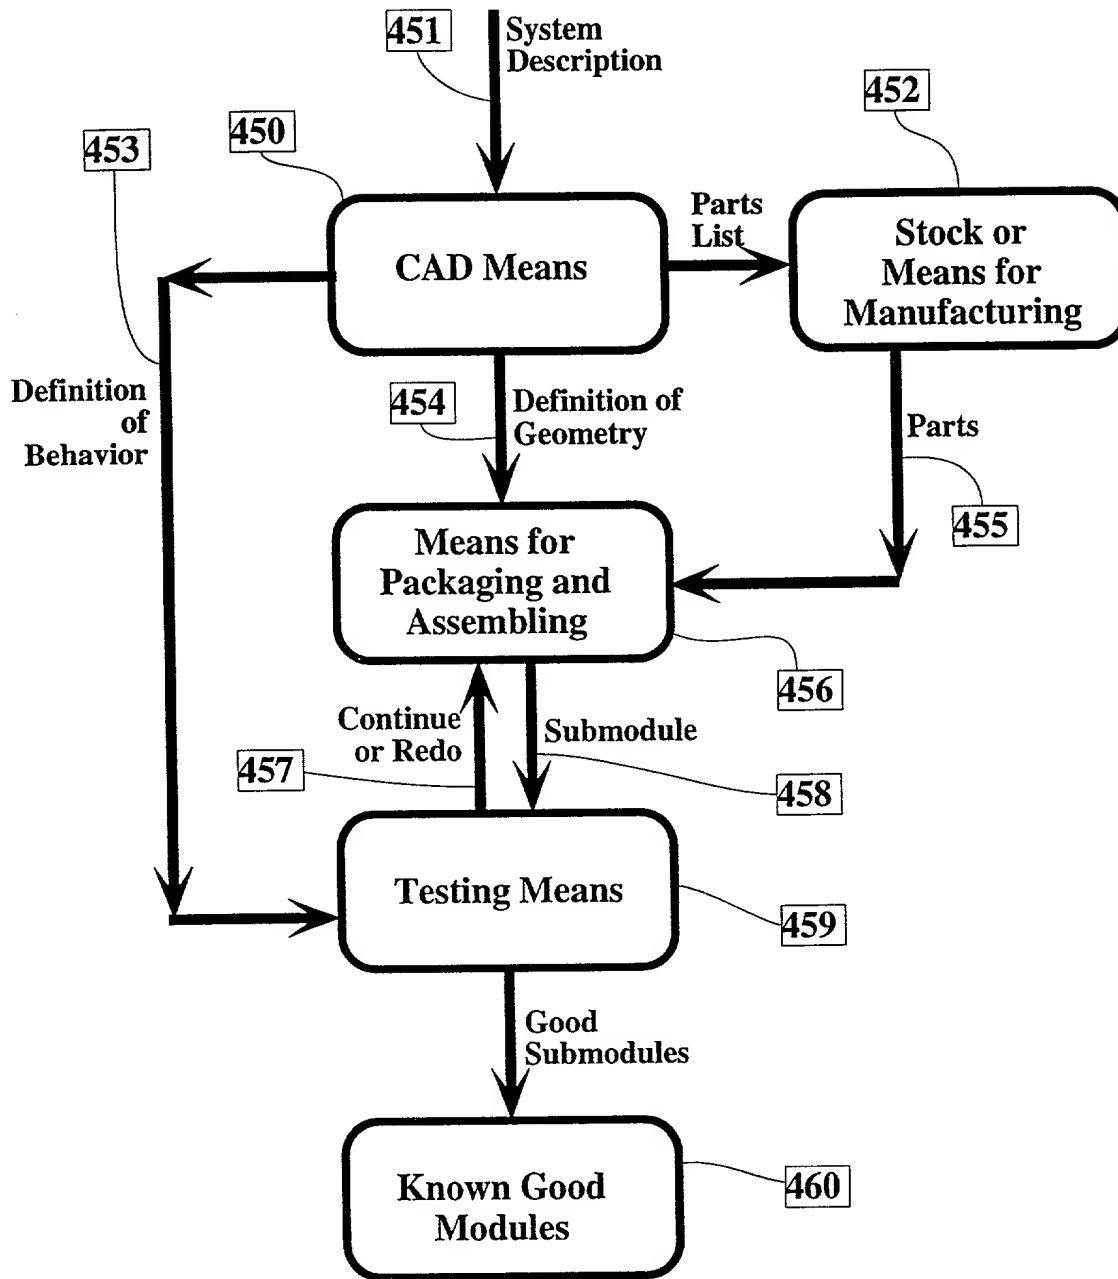 451
System
Description
452
450
453
Parts
List
CAD Means
Stock or
Means for
Manufacturing
Definition
of
Behavior
454
Definition of
Geometry
Parts
455
Means for
Packaging and
Assembling
456
Continue
or Redo
Submodule
457
458
Testing Means
459
Good
Submodules
Known Good
Modules
460